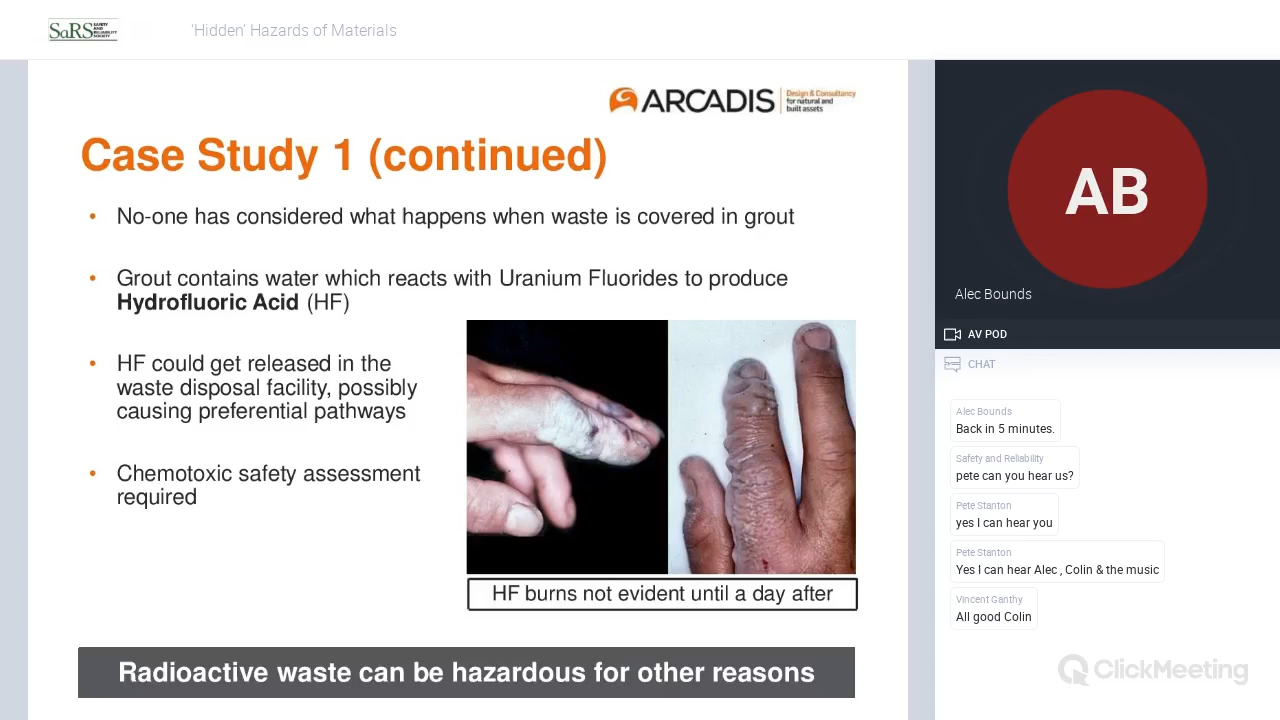 SaRS SAFETY AND RELIABILITY SOCIETY
'Hidden' Hazards of Materials
ARCADIS
Design & Consultancy
for natural and
built assets
Case Study 1 (continued)
• No-one has considered what happens when waste is covered in grout
• Grout contains water which reacts with Uranium Fluorides to produce
Hydrofluoric Acid (HF)
• HF could get released in the
waste disposal facility, possibly
causing preferential pathways
• Chemotoxic safety assessment
required
HF burns not evident until a day after
Radioactive waste can be hazardous for other reasons
AB
Alec Bounds
AV POD
CHAT
Alec Bounds
Back in 5 minutes.
Safety and Reliability
pete can you hear us?
Pete Stanton
yes I can hear you
Pete Stanton
Yes I can hear Alec , Colin & the music
Vincent Ganthy
All good Colin
ClickMeeting